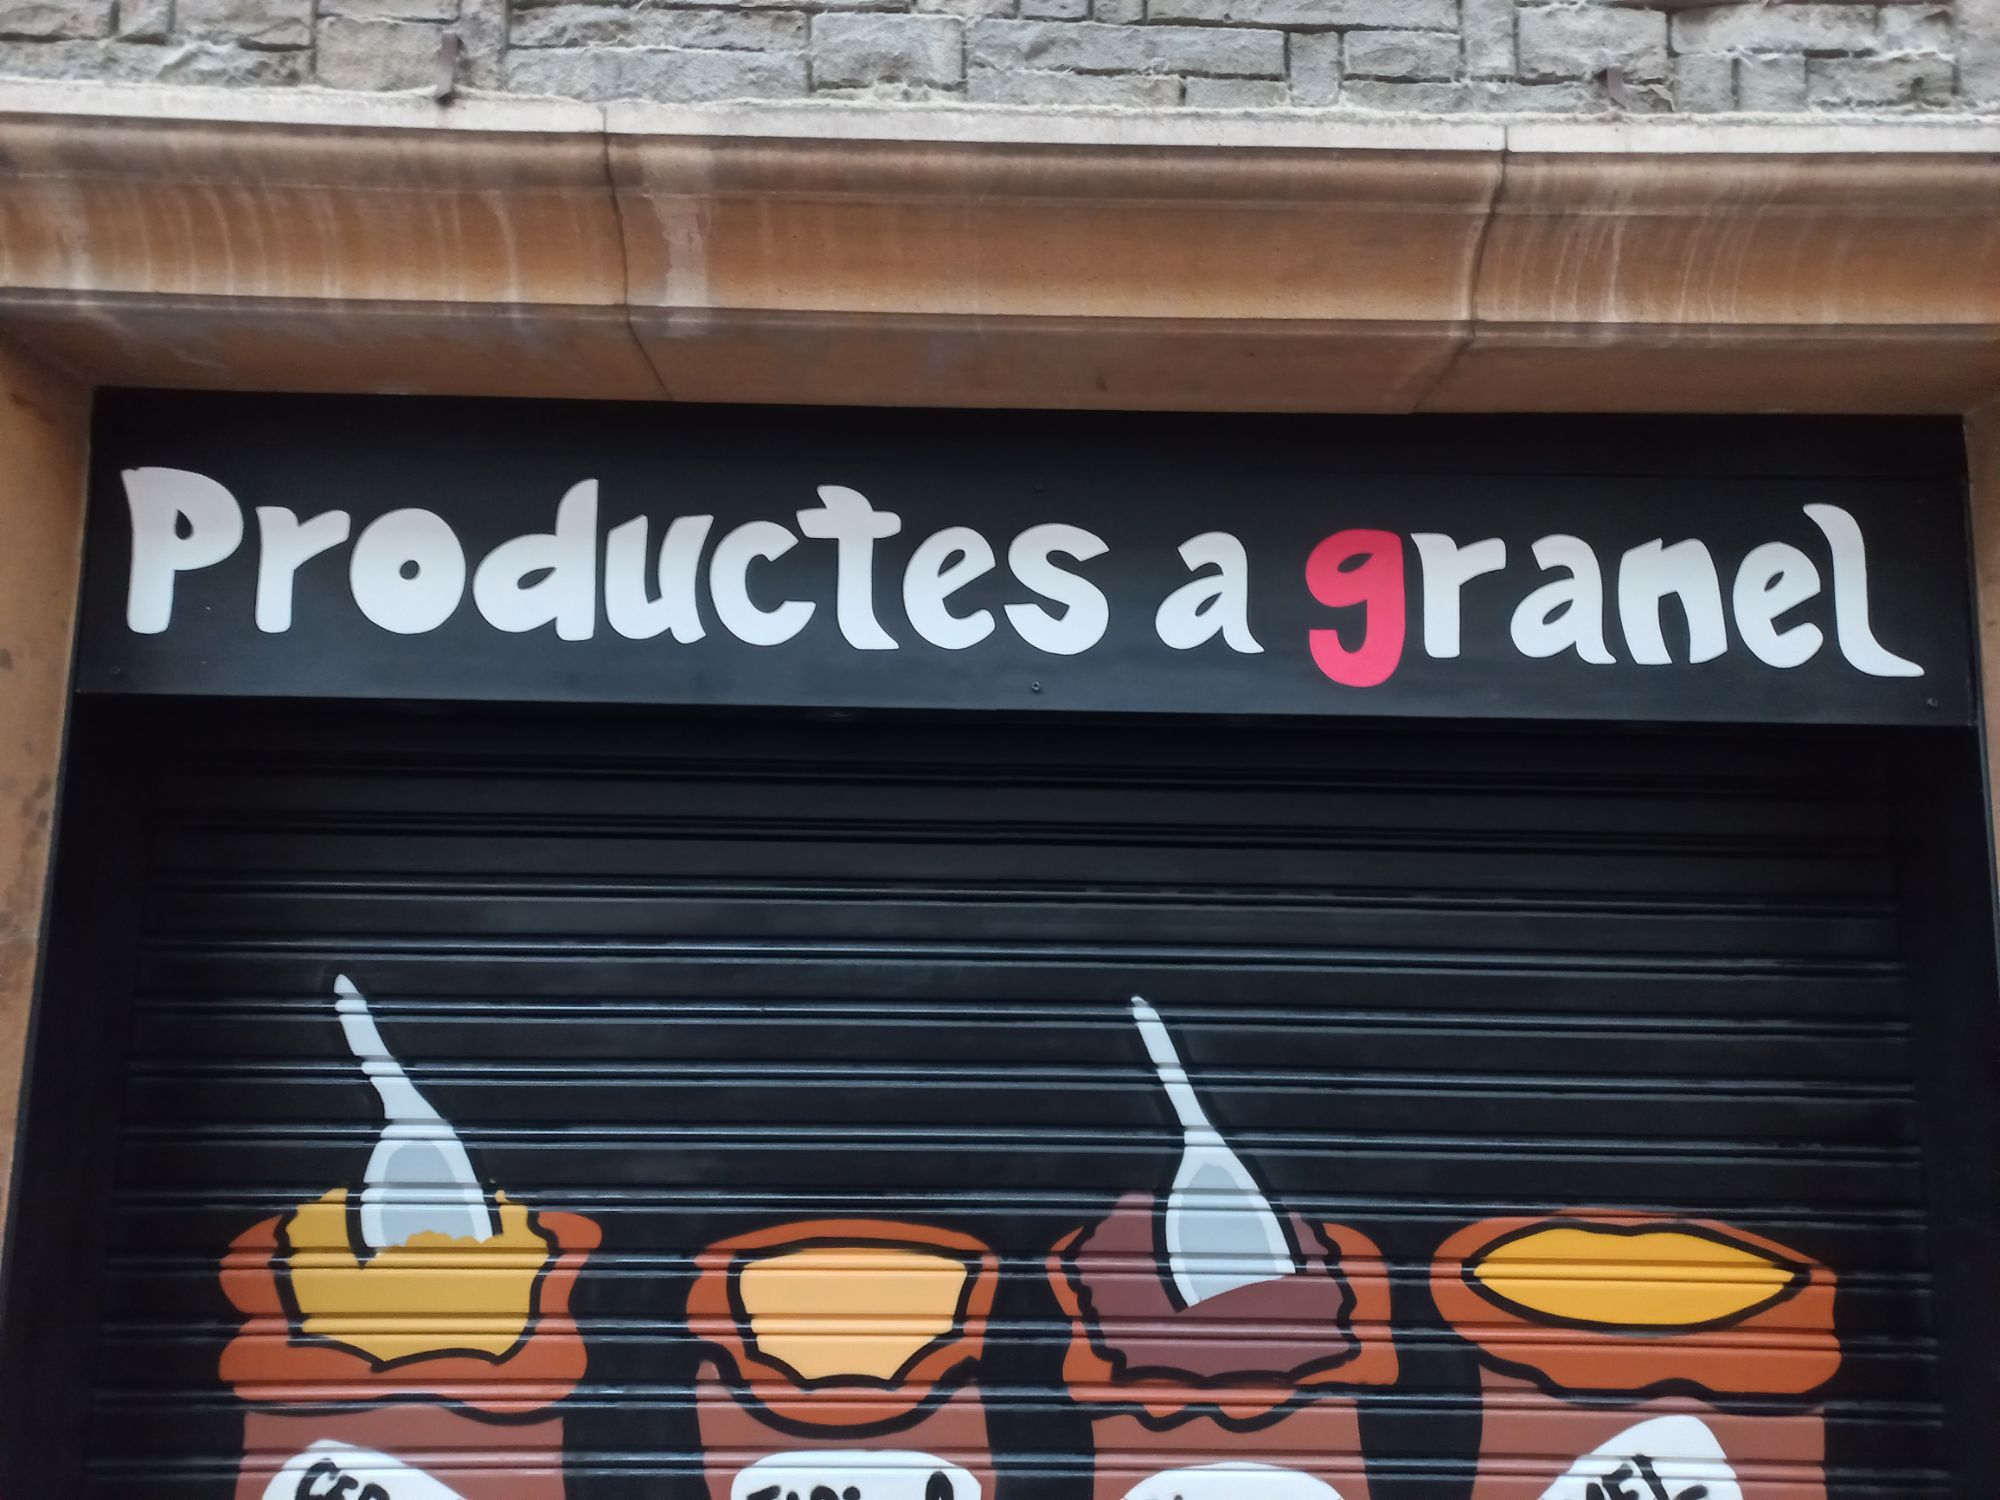 Productes a granel